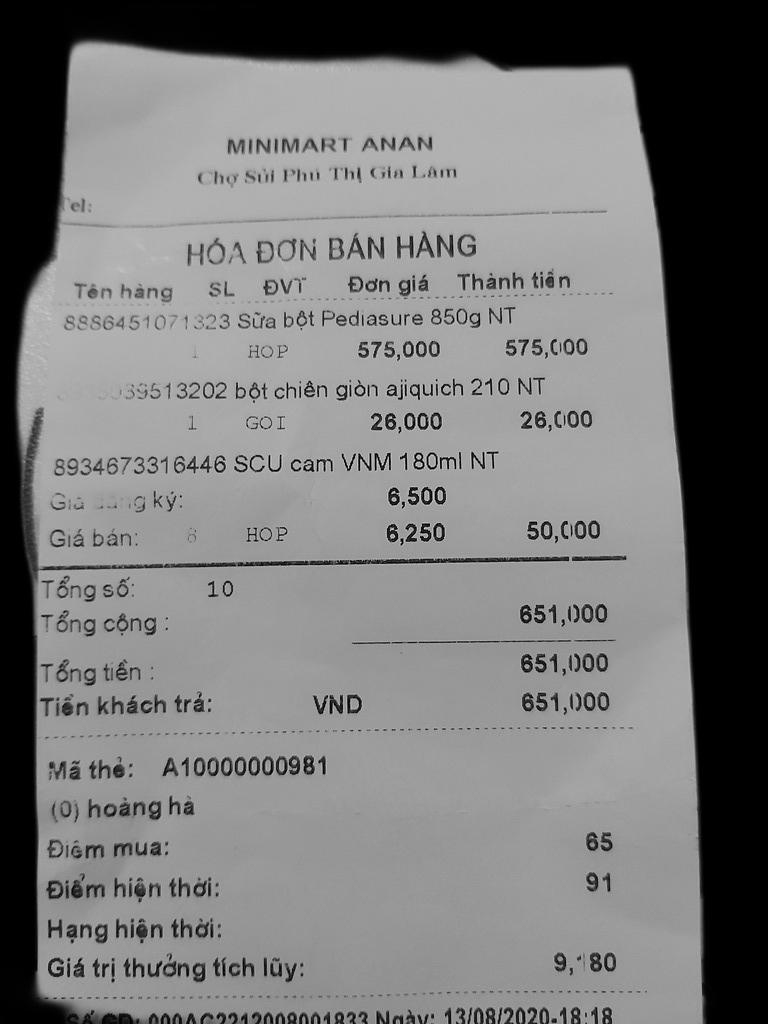 MINIMART ANAN
Chợ Sủi Phú Thị Gia Lâm
Tel:
HÓA ĐƠN BÁN HÀNG
Tên hàng SL ĐVT Đơn giá Thành tiền
8886451071323 Sữa bột Pediasure 850g NT
1 HOP 575,000 575,000
bột chiên giòn ajiquich 210 NT
1 GOI 26,000 26,000
8934673316446 SCU cam VNM 180ml NT
Giá đăng ký: 6,500
Giá bán: 8 HOP 6,250 50,000
Tổng số: 10
Tổng cộng : 651,000
Tổng tiền : 651,000
Tiền khách trả: VND 651,000
Mã thẻ: A10000000981
(0) hoàng hà
Điểm mua: 65
Điểm hiện thời: 91
Hạng hiện thời:
Giá trị thưởng tích lũy: 9,180
Số GD: 000AC2212008001833 Ngày: 13/08/2020-18:18